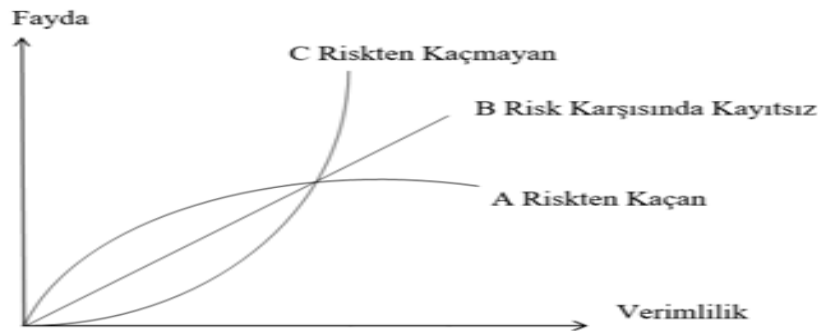 Fayda
C Riskten Kaçmayan
B Risk Karşısında Kayıtsız
A Riskten Kaçan
Verimlilik